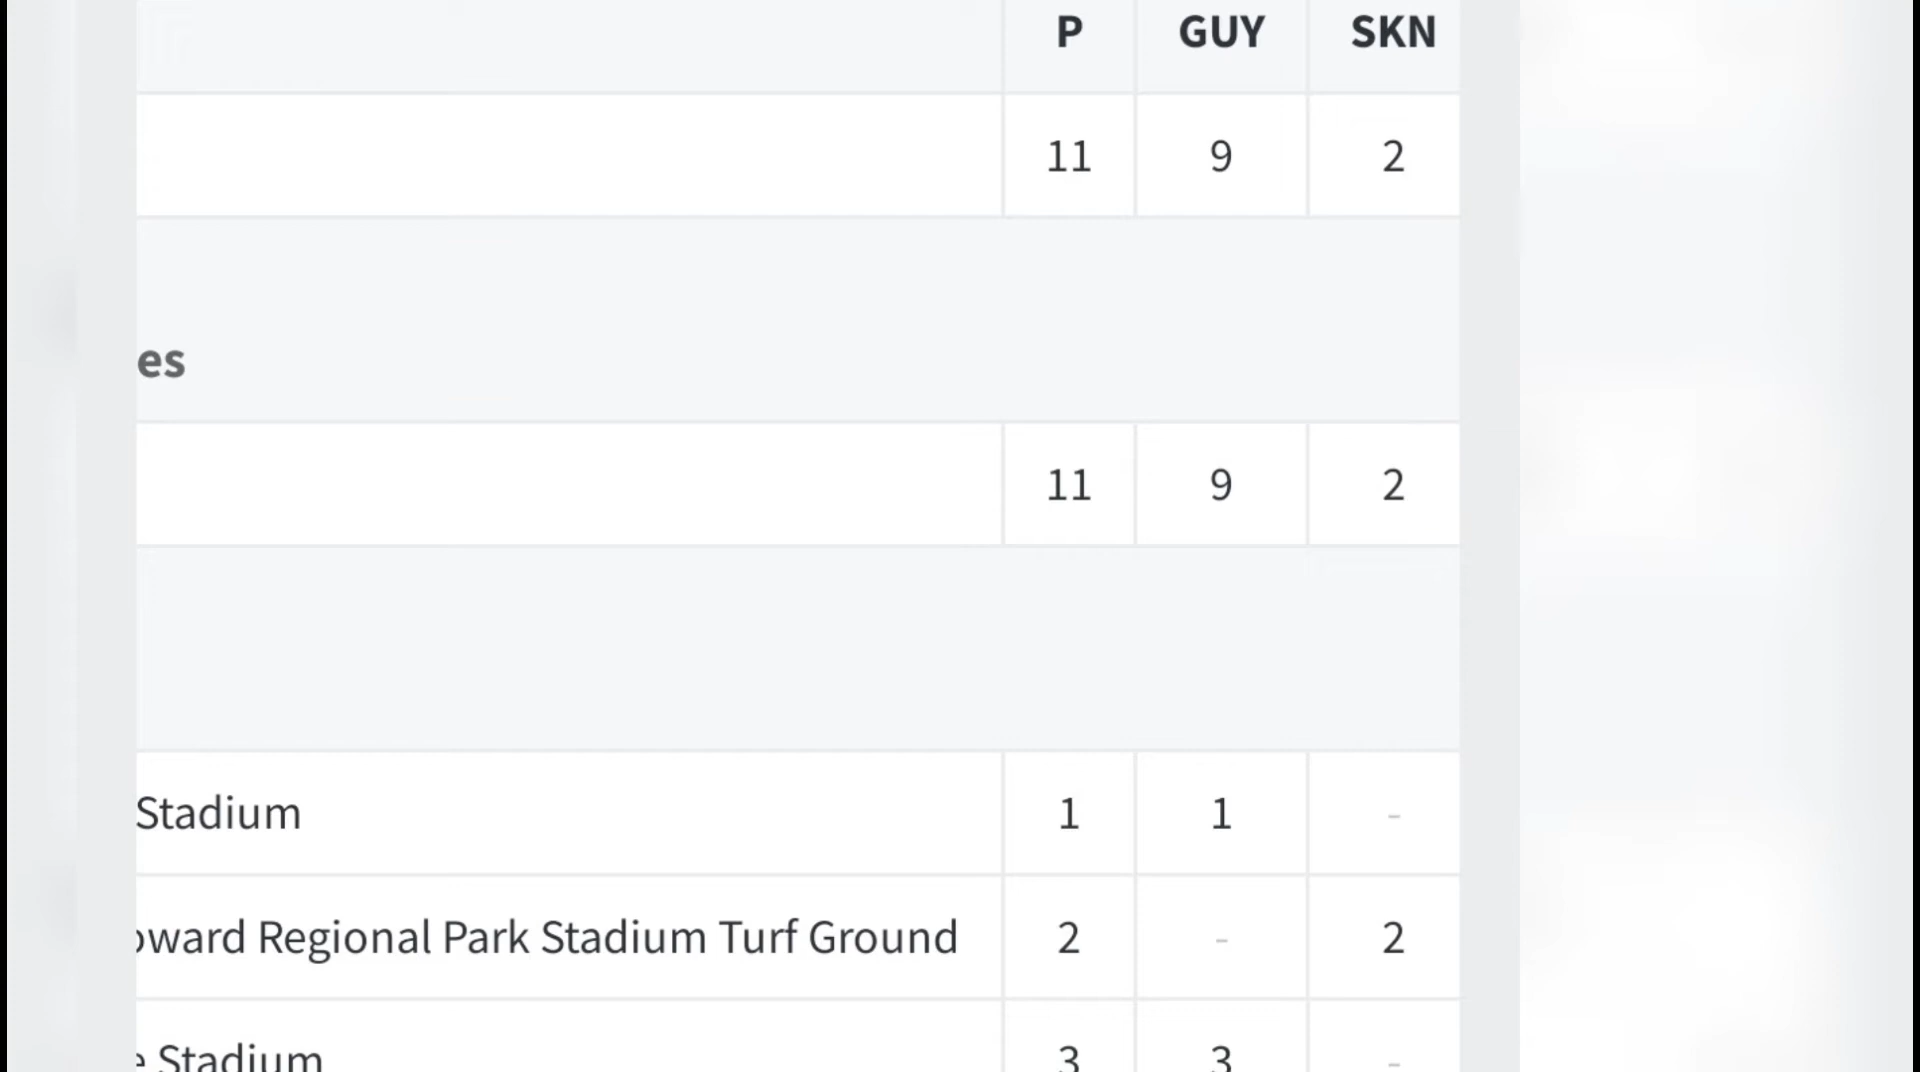 P GUY SKN
11 9 2
es
11 9 2
Stadium 1 1 -
oward Regional Park Stadium Turf Ground 2 - 2
e Stadium 3 3 -